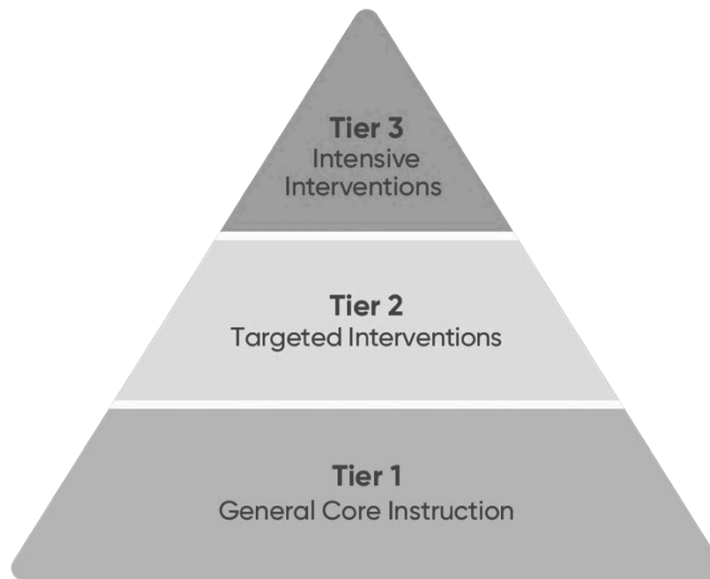 Tier 3
Intensive
Interventions
Tier 2
Targeted Interventions
Tier 1
General Core Instruction